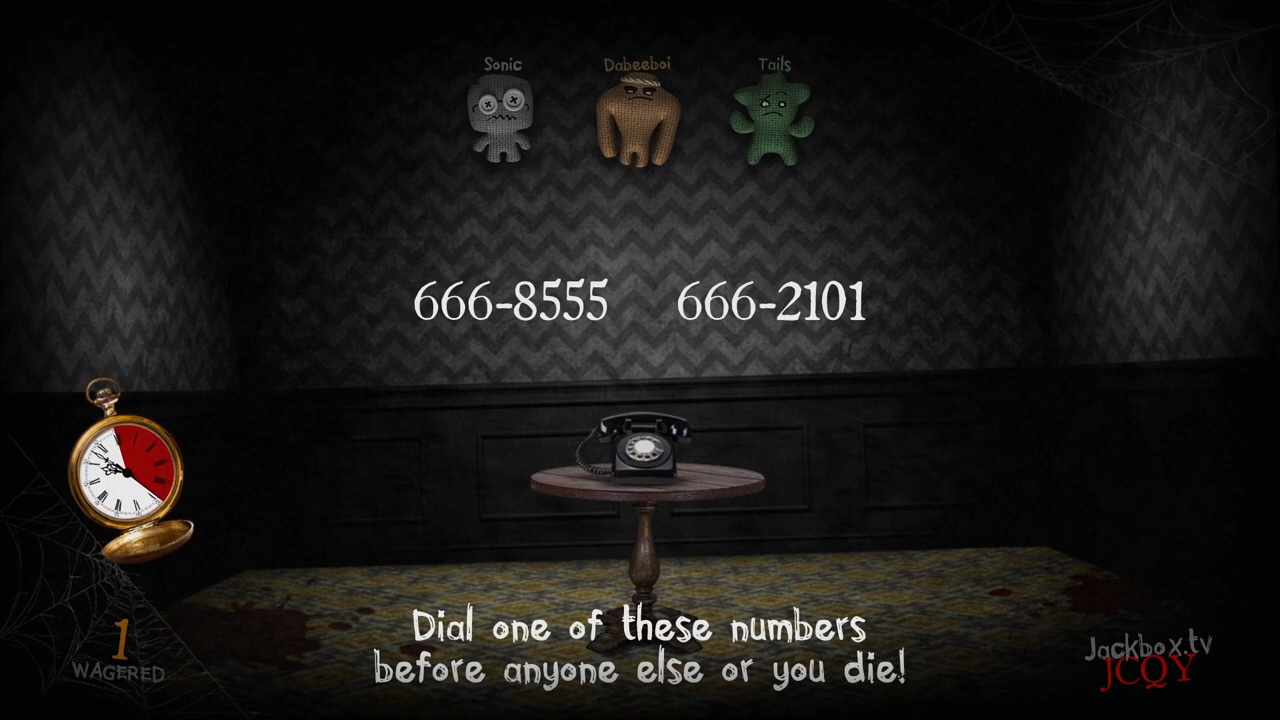 Sonic Dabeeboi Tails
666-8555 666-2101
Dial one of these numbers
before anyone else or you die!
1
WAGERED
Jackbox.tv
JCQY